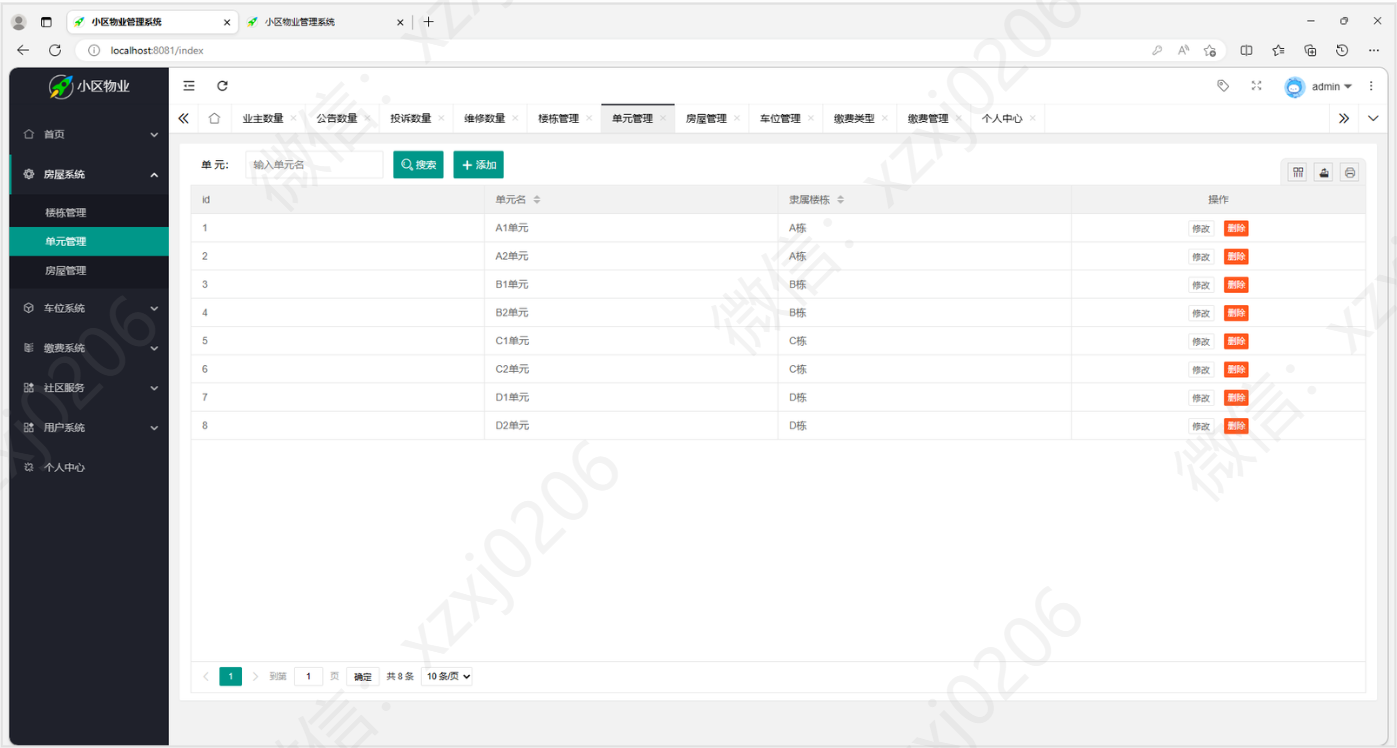 小区物业管理系统 小区物业管理系统
localhost:8081/index
小区物业 admin
业主数量 公告数量 投诉数量 维修数量 楼栋管理 单元管理 房屋管理 车位管理 缴费类型 缴费管理 个人中心
首页
房屋系统
楼栋管理
单元管理
房屋管理
车位系统
缴费系统
社区服务
用户系统
个人中心
单元: 输入单元名 搜索 添加
id 单元名 隶属楼栋 操作
1 A1单元 A栋 修改 删除
2 A2单元 A栋 修改 删除
3 B1单元 B栋 修改 删除
4 B2单元 B栋 修改 删除
5 C1单元 C栋 修改 删除
6 C2单元 C栋 修改 删除
7 D1单元 D栋 修改 删除
8 D2单元 D栋 修改 删除
1 到第 1 页 确定 共 8 条 10 条/页
微信：xzxj0206